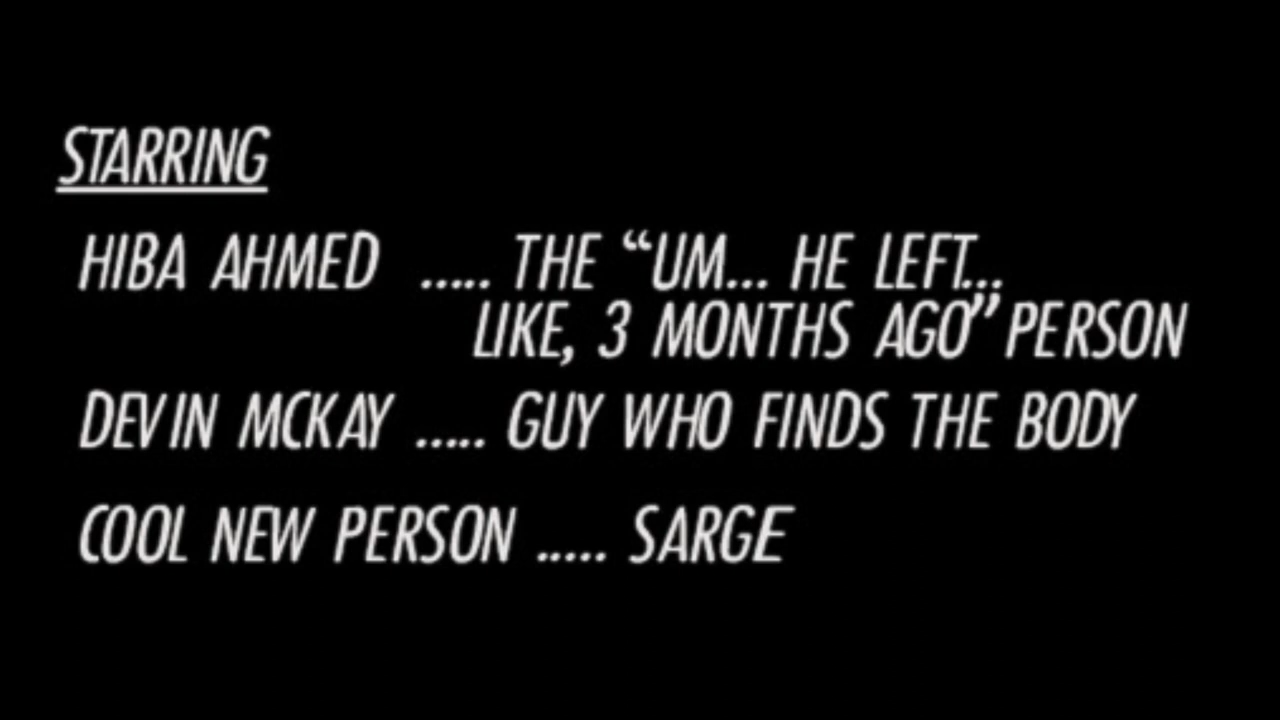 STARRING
HIBA AHMED ..... THE “UM... HE LEFT...
LIKE, 3 MONTHS AGO” PERSON
DEVIN MCKAY ..... GUY WHO FINDS THE BODY
COOL NEW PERSON ..... SARGE